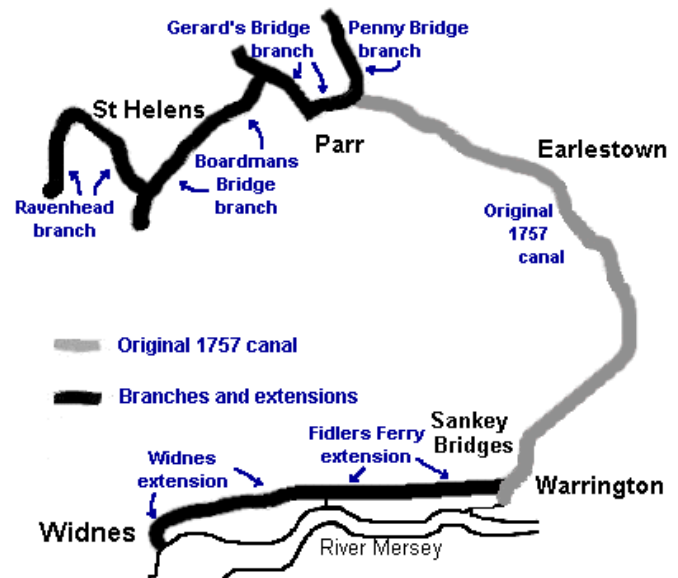 Gerard's Bridge
branch
Penny Bridge
branch
St Helens
Parr
Earlestown
Boardmans
Bridge
branch
Ravenhead
branch
Original
1757
canal
Original 1757 canal
Branches and extensions
Sankey
Bridges
Fidlers Ferry
extension
Widnes
extension
Warrington
Widnes
River Mersey